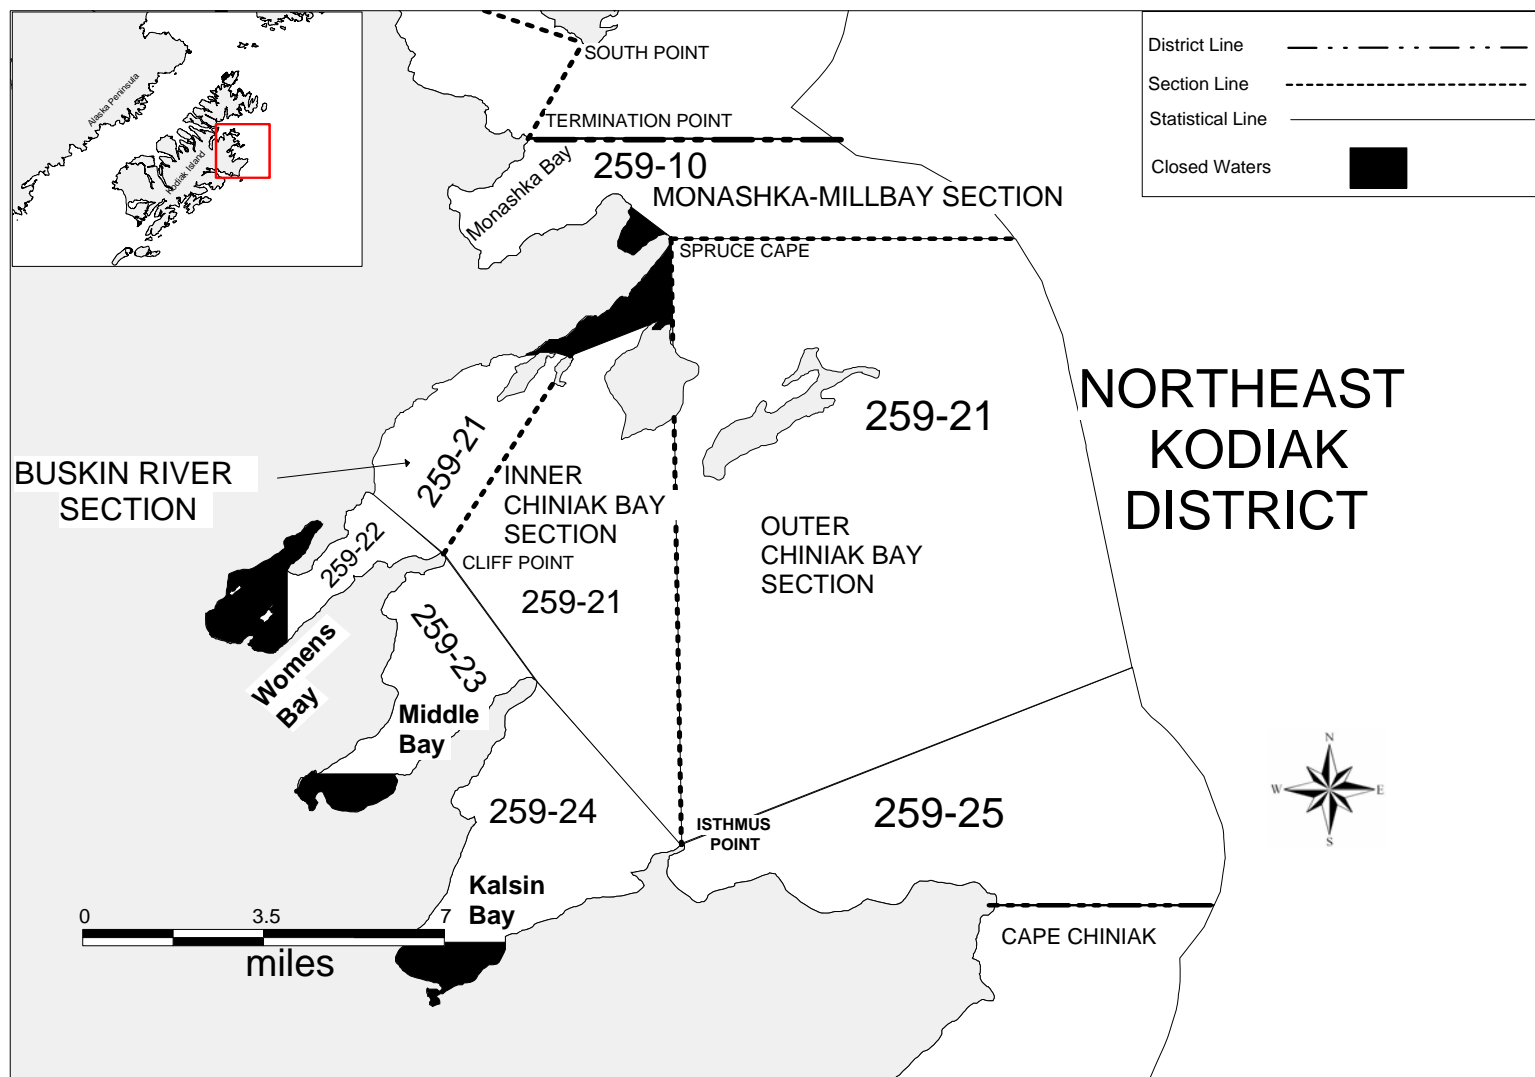 Alaska Peninsula
Kodiak Island
SOUTH POINT
TERMINATION POINT
District Line
Section Line
Statistical Line
Closed Waters
Monashka Bay
259-10
MONASHKA-MILLBAY SECTION
SPRUCE CAPE
NORTHEAST
KODIAK
DISTRICT
259-21
259-21
BUSKIN RIVER
SECTION
INNER
CHINIAK BAY
SECTION
OUTER
CHINIAK BAY
SECTION
259-22
CLIFF POINT
259-21
259-23
Womens
Bay
Middle
Bay
259-24
ISTHMUS
POINT
259-25
N
W
E
S
Kalsin
Bay
0
3.5
7
miles
CAPE CHINIAK